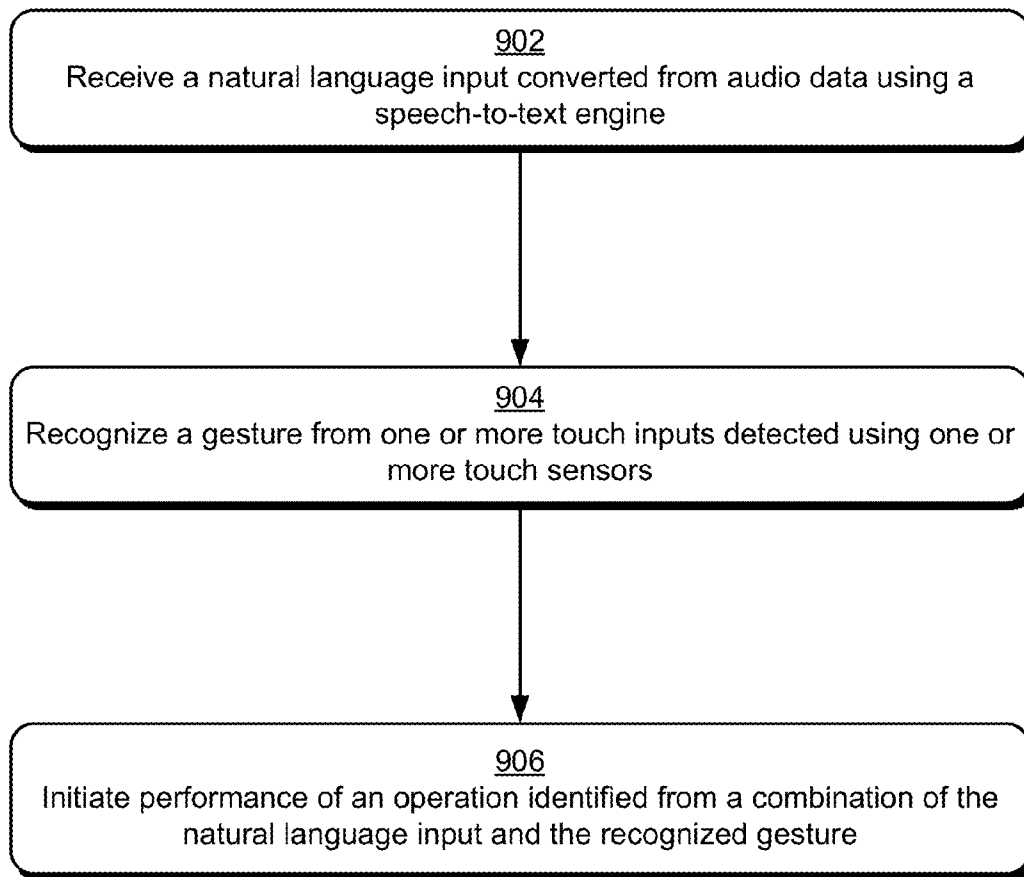 902
Receive a natural language input converted from audio data using a
speech-to-text engine
904
Recognize a gesture from one or more touch inputs detected using one or
more touch sensors
906
Initiate performance of an operation identified from a combination of the
natural language input and the recognized gesture